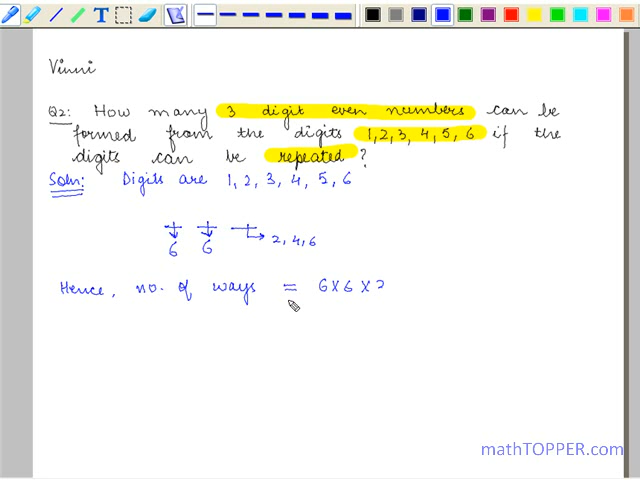 Vinni
Q2: How many 3 digit even numbers can be
formed from the digits 1,2,3, 4,5,6 if the
digits can be repeated?
Soln: Digits are 1, 2, 3, 4, 5, 6
6 6 2, 4, 6
Hence, no. of ways = 6 x 6 x 3
mathTOPPER.com